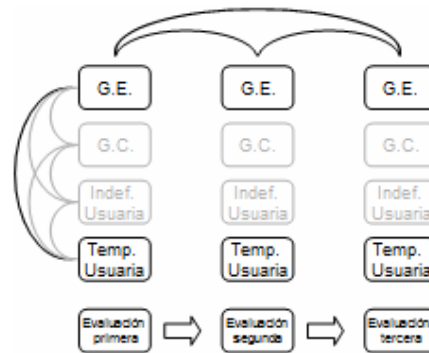 G.E. G.E. G.E.
G.C. G.C. G.C.
Indef. Indef. Indef.
Usuaria Usuaria Usuaria
Temp. Temp. Temp.
Usuaria Usuaria Usuaria
Evaluación Evaluación Evaluación
primera segunda tercera